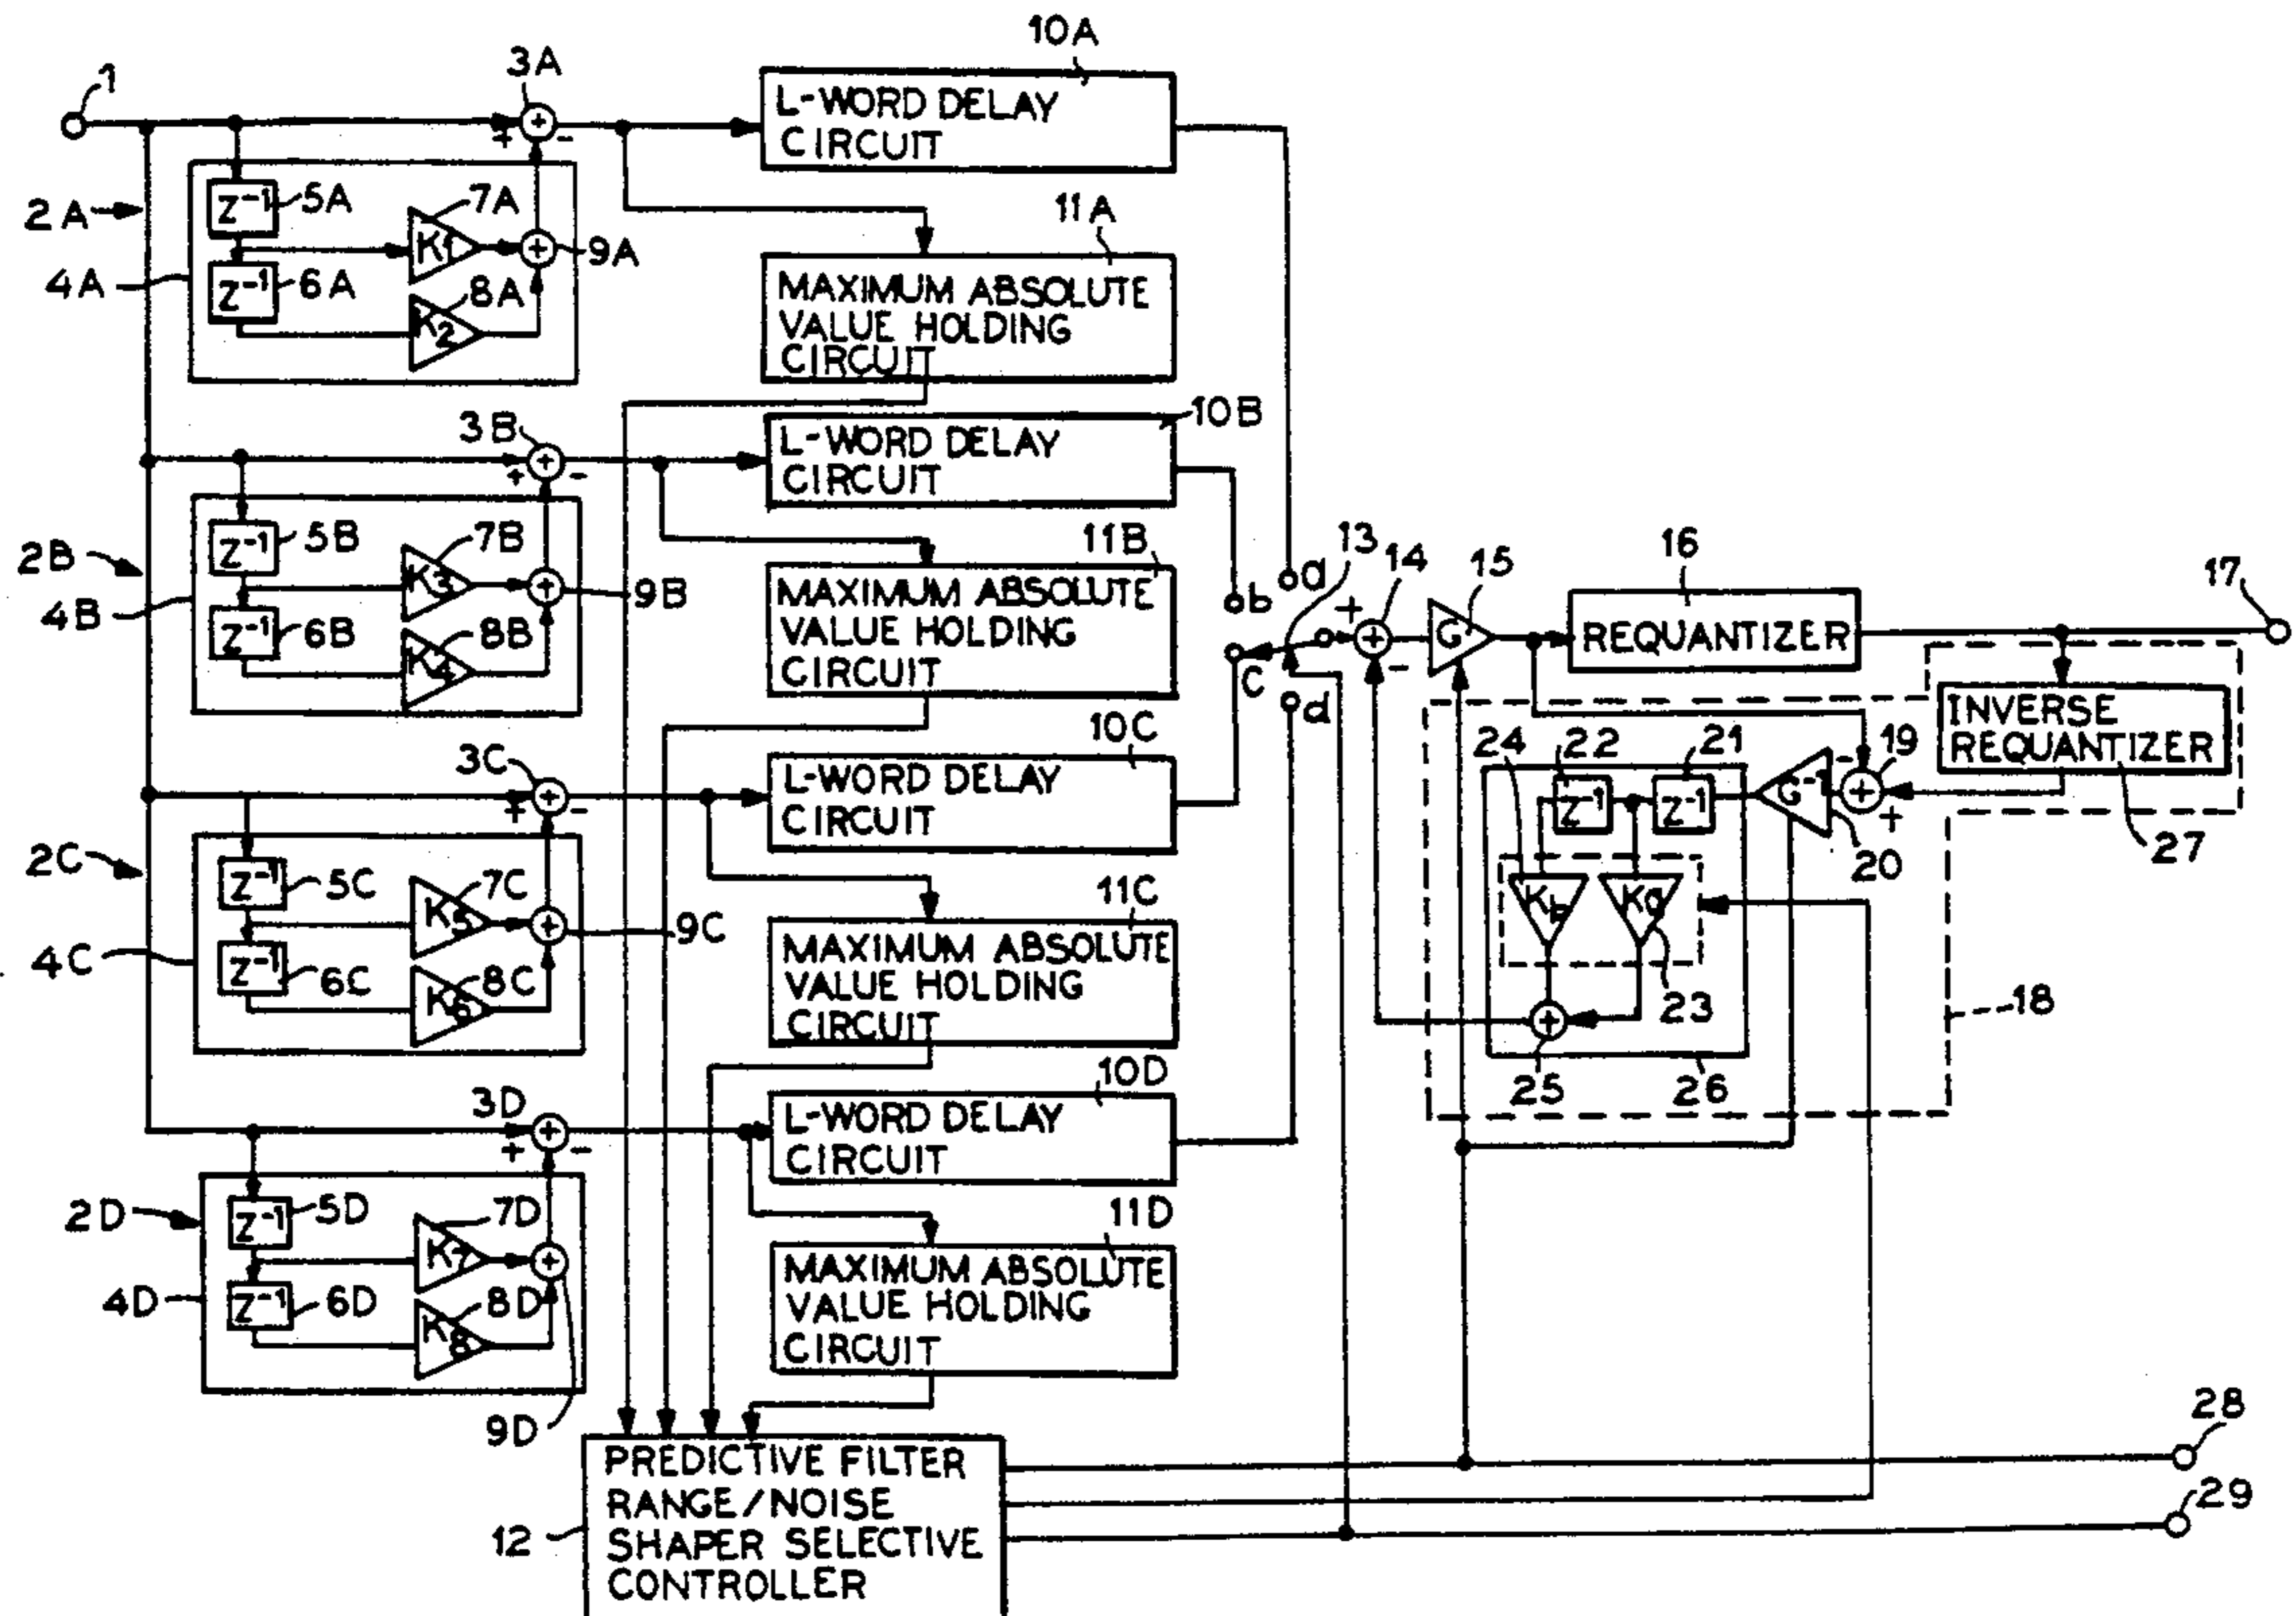 10A
1
3A
L-WORD DELAY
CIRCUIT
+
+
-
2A
Z⁻¹
5A
7A
K1
9A
11A
4A
Z⁻¹
6A
8A
K2
MAXIMUM ABSOLUTE
VALUE HOLDING
CIRCUIT
10B
3B
L-WORD DELAY
CIRCUIT
+
+
-
2B
Z⁻¹
5B
7B
K3
9B
11B
4B
Z⁻¹
6B
8B
K4
MAXIMUM ABSOLUTE
VALUE HOLDING
CIRCUIT
a
b
c
d
13
14
15
16
17
+
+
-
G
REQUANTIZER
INVERSE
REQUANTIZER
27
24
22
21
19
-
+
+
Z⁻¹
Z⁻¹
G⁻¹
20
Kb
Ka
23
+
25
26
18
10C
3C
L-WORD DELAY
CIRCUIT
+
+
-
2C
Z⁻¹
5C
7C
K5
+
9C
11C
4C
Z⁻¹
6C
8C
K6
MAXIMUM ABSOLUTE
VALUE HOLDING
CIRCUIT
10D
3D
L-WORD DELAY
CIRCUIT
+
+
-
2D
Z⁻¹
5D
7D
K7
+
11D
4D
Z⁻¹
6D
8D
K8
9D
MAXIMUM ABSOLUTE
VALUE HOLDING
CIRCUIT
12
PREDICTIVE FILTER
RANGE/NOISE
SHAPER SELECTIVE
CONTROLLER
28
29